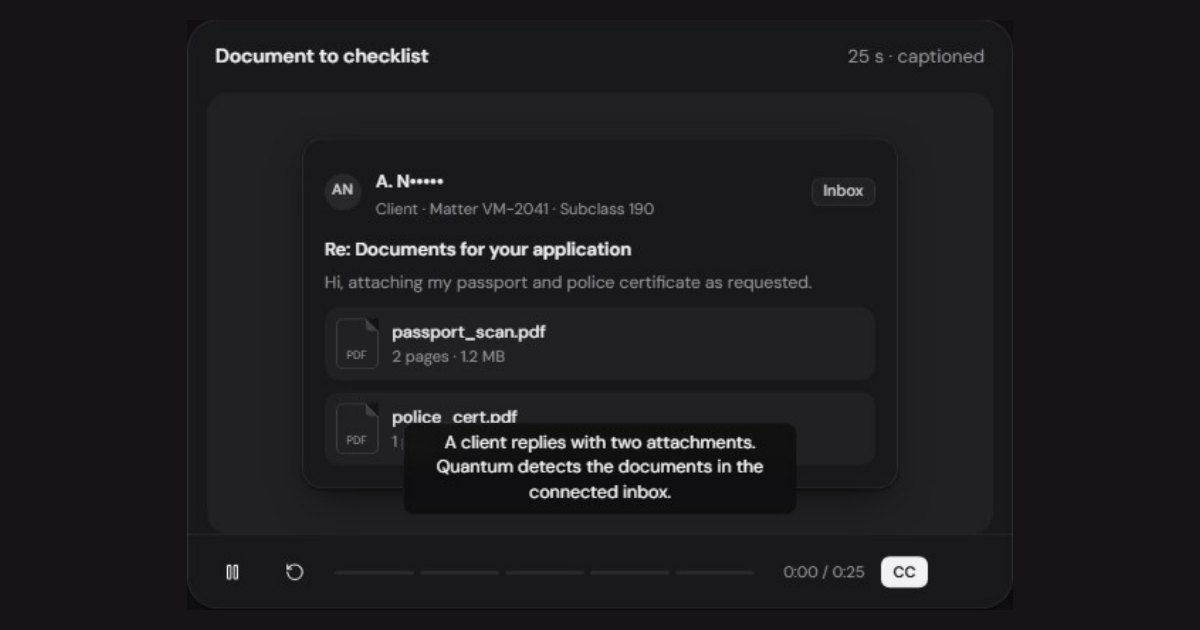 Document to checklist
25 s · captioned
AN
A. N•••••
Client · Matter VM-2041 · Subclass 190
Inbox
Re: Documents for your application
Hi, attaching my passport and police certificate as requested.
PDF
passport_scan.pdf
2 pages · 1.2 MB
PDF
police_cert.pdf
1
A client replies with two attachments.
Quantum detects the documents in the
connected inbox.
0:00 / 0:25
CC